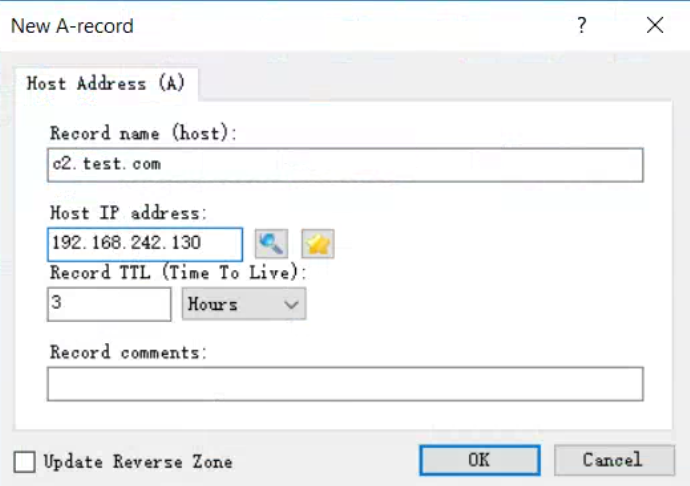 New A-record
?
Host Address (A)
Record name (host):
c2.test.com
Host IP address:
192.168.242.130
Record TTL (Time To Live):
3
Hours
Record comments:
Update Reverse Zone
OK
Cancel